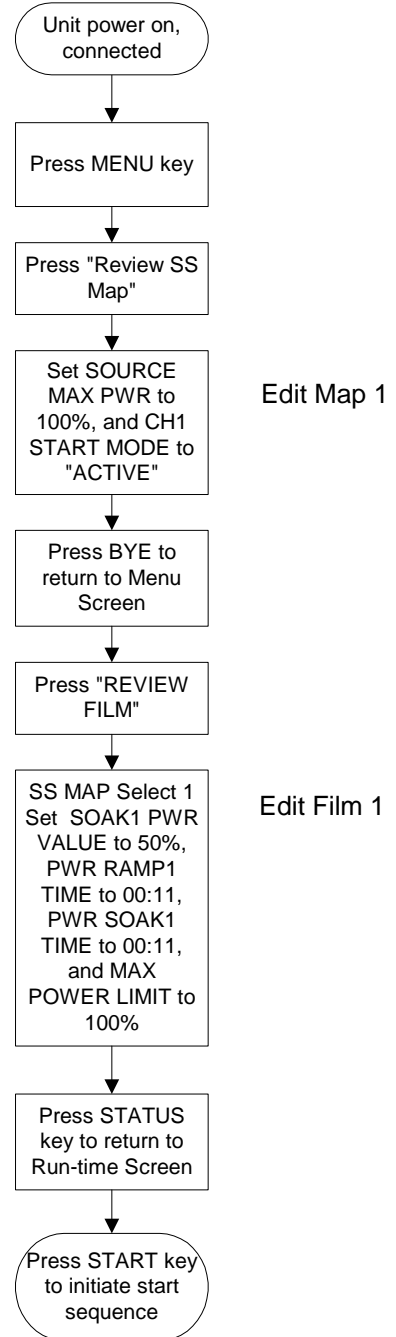 Unit power on,
connected
Press MENU key
Press "Review SS
Map"
Set SOURCE
MAX PWR to
100%, and CH1
START MODE to
"ACTIVE"
Edit Map 1
Press BYE to
return to Menu
Screen
Press "REVIEW
FILM"
SS MAP Select 1
Set SOAK1 PWR
VALUE to 50%,
PWR RAMP1
TIME to 00:11,
PWR SOAK1
TIME to 00:11,
and MAX
POWER LIMIT to
100%
Edit Film 1
Press STATUS
key to return to
Run-time Screen
Press START key
to initiate start
sequence